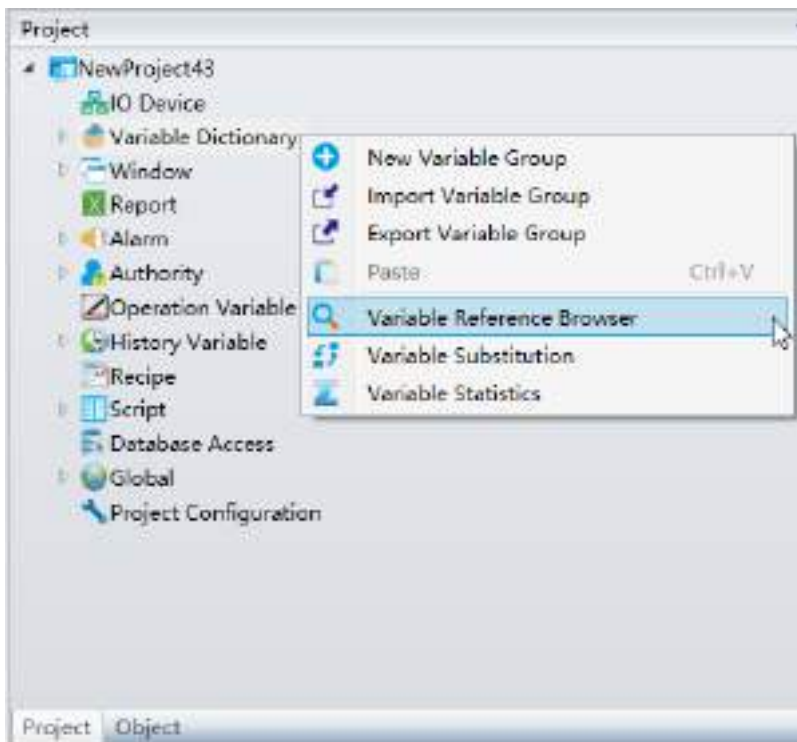 Project
NewProject43
IO Device
Variable Dictionary
New Variable Group
Window
Import Variable Group
Report
Export Variable Group
Alarm
Authority
Paste Ctrl+V
Operation Variable
Variable Reference Browser
History Variable
Variable Substitution
Recipe
Variable Statistics
Script
Database Access
Global
Project Configuration
Project Object